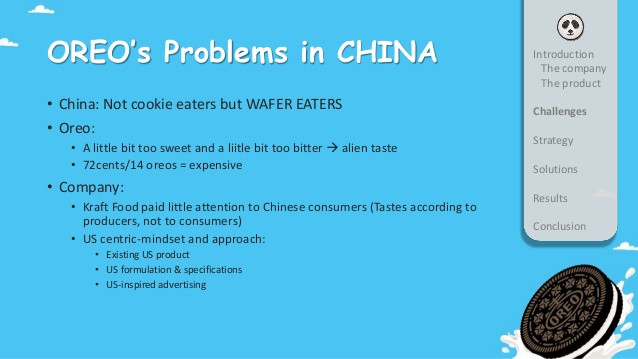 OREO's Problems in CHINA
• China: Not cookie eaters but WAFER EATERS
• Oreo:
• A little bit too sweet and a liitle bit too bitter → alien taste
• 72cents/14 oreos = expensive
• Company:
• Kraft Food paid little attention to Chinese consumers (Tastes according to
producers, not to consumers)
• US centric-mindset and approach:
• Existing US product
• US formulation & specifications
• US-inspired advertising
Introduction
The company
The product
Challenges
Strategy
Solutions
Results
Conclusion
OREO